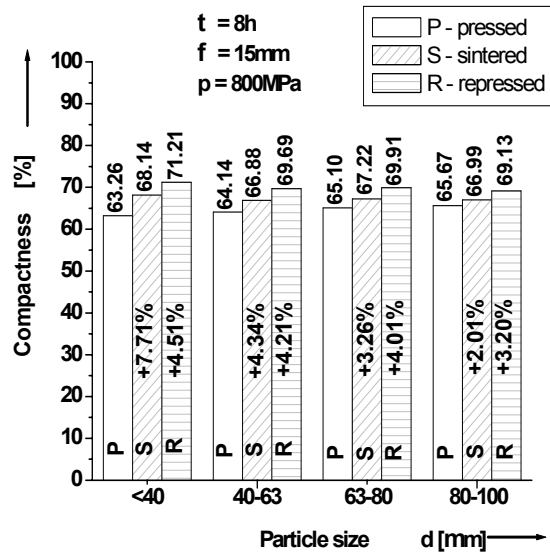 t = 8h
f = 15mm
p = 800MPa
P - pressed
S - sintered
R - repressed
Compactness [%]
100
90
80
70
60
50
40
30
20
10
0
63.26
68.14
71.21
64.14
66.88
69.69
65.10
67.22
69.91
65.67
66.99
69.13
+7.71%
+4.51%
+4.34%
+4.21%
+3.26%
+4.01%
+2.01%
+3.20%
P S R
P S R
P S R
P S R
<40
40-63
63-80
80-100
Particle size d [mm]